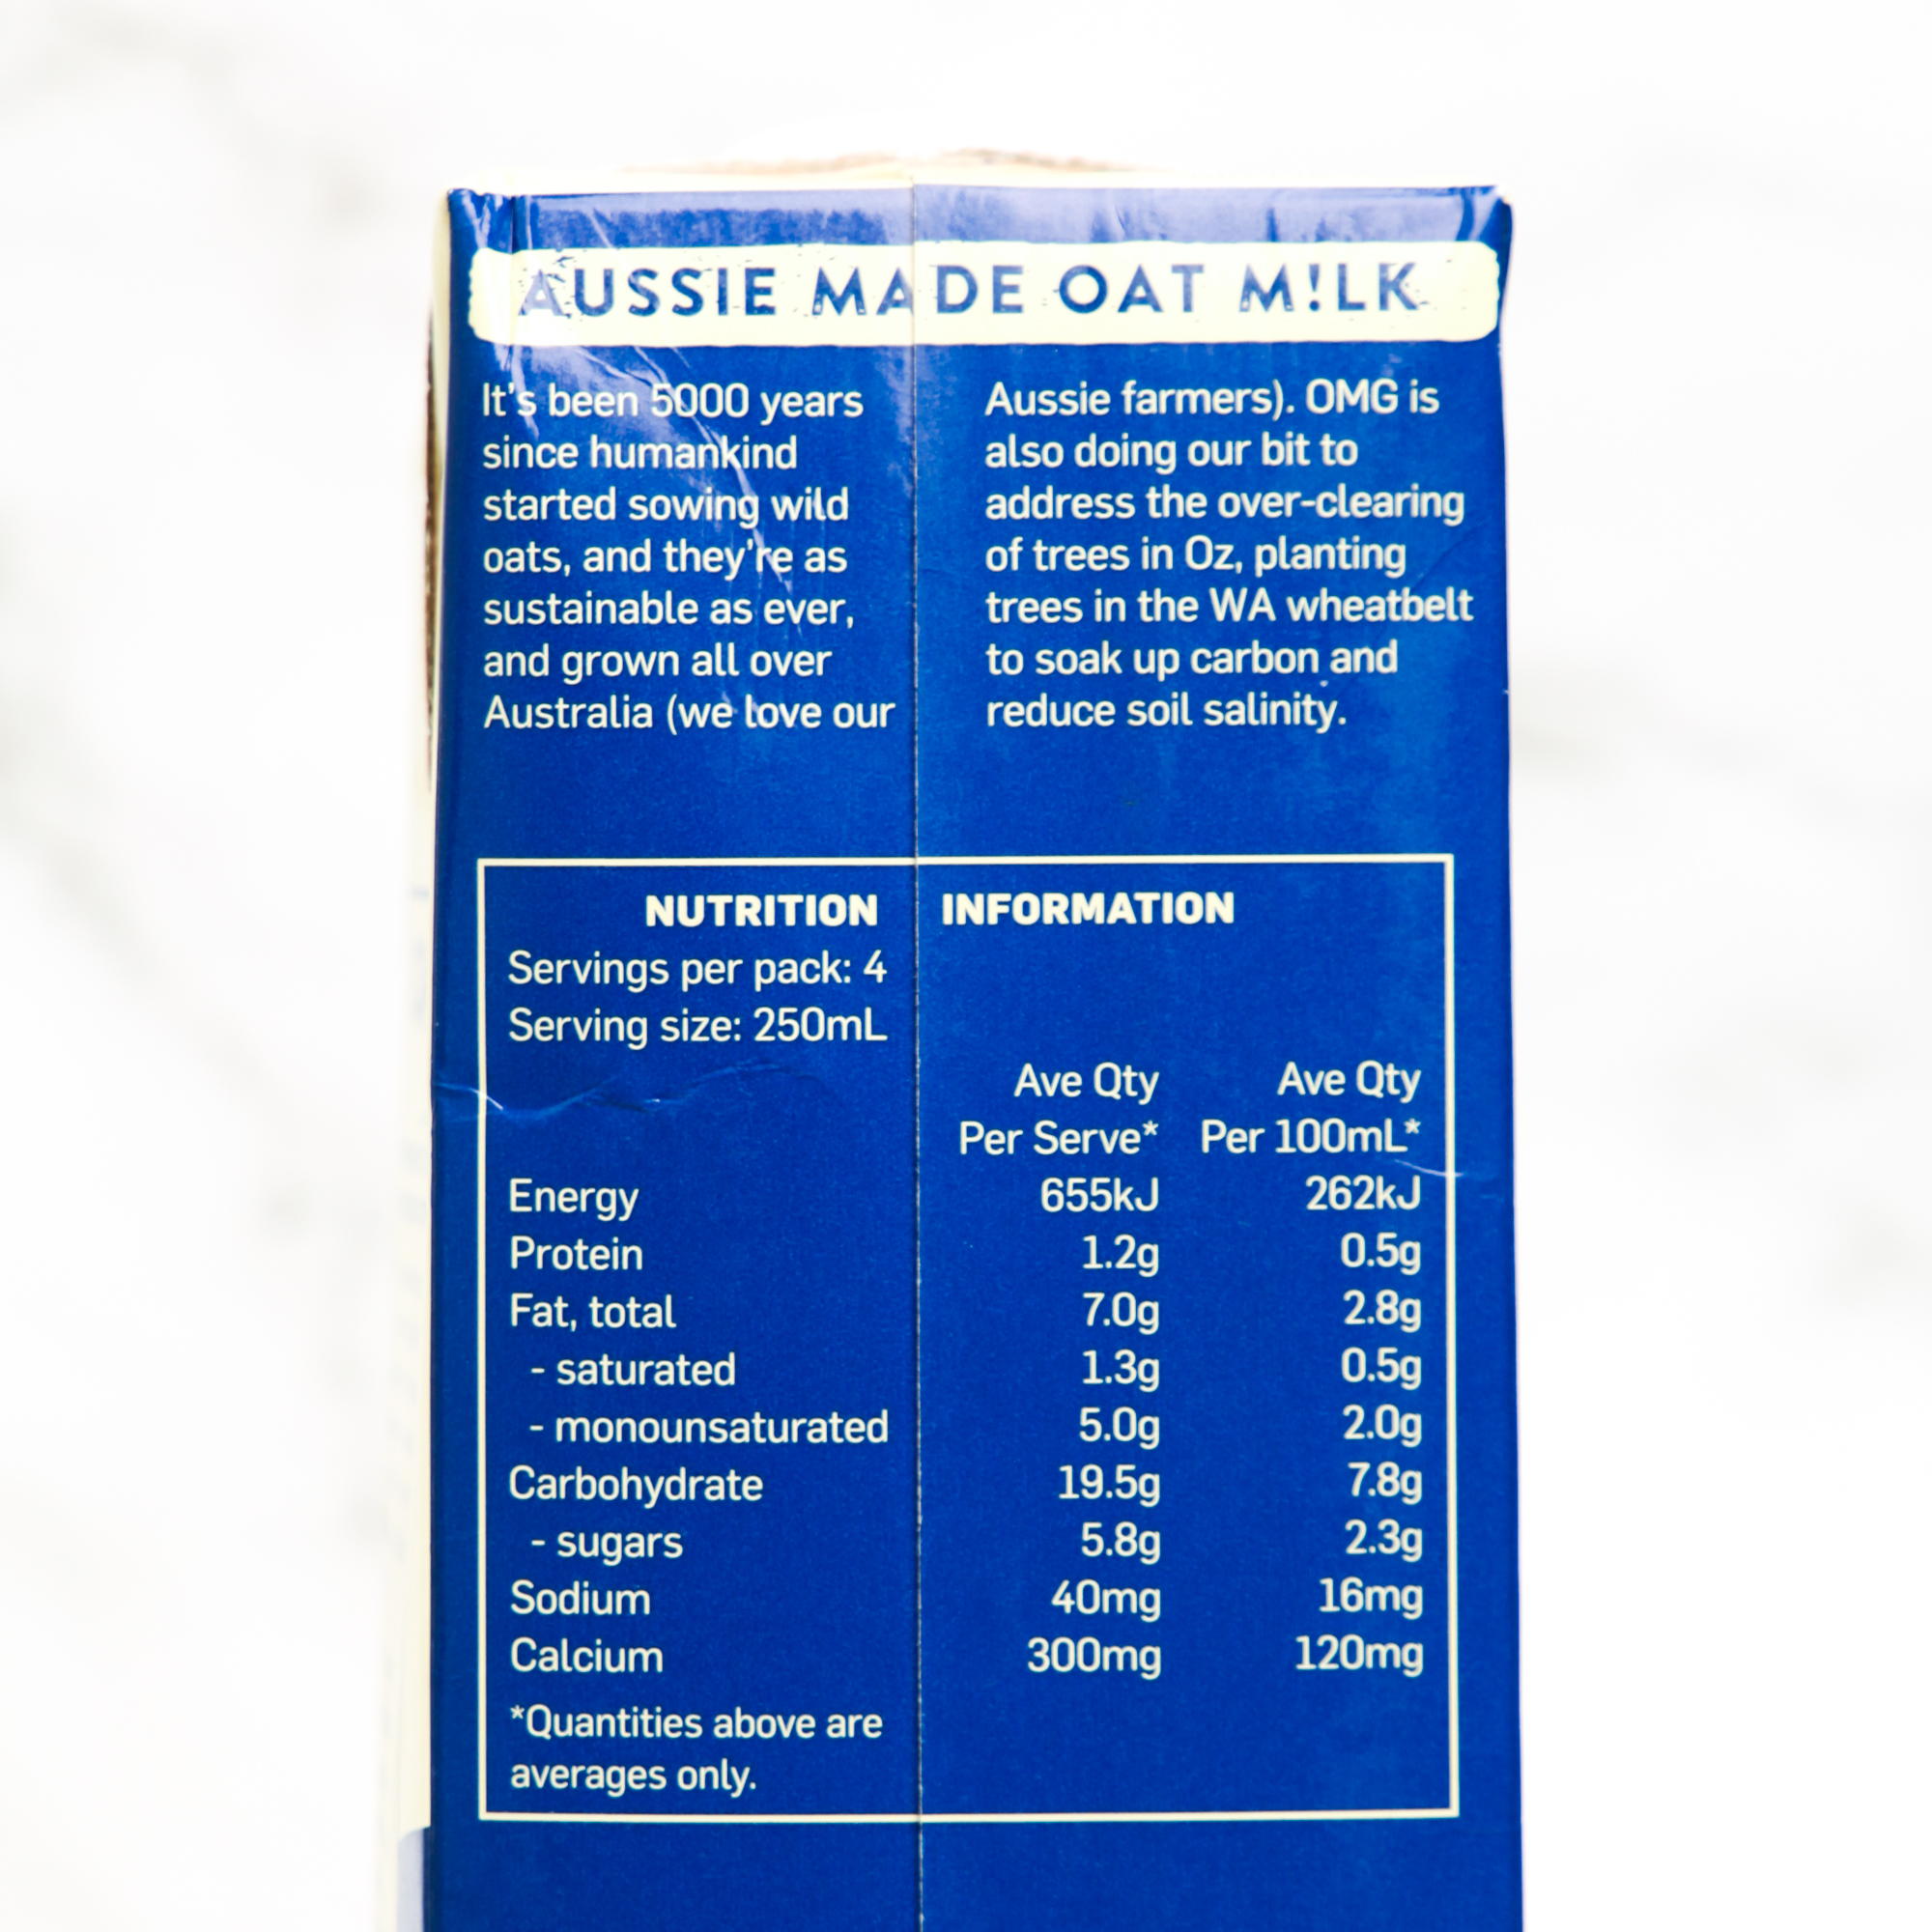 AUSSIE MADE OAT M!LK
It's been 5000 years
since humankind
started sowing wild
oats, and they're as
sustainable as ever,
and grown all over
Australia (we love our
Aussie farmers). OMG is
also doing our bit to
address the over-clearing
of trees in Oz, planting
trees in the WA wheatbelt
to soak up carbon and
reduce soil salinity.
NUTRITION INFORMATION
Servings per pack: 4
Serving size: 250mL
Ave Qty Ave Qty
Per Serve* Per 100mL*
Energy 655kJ 262kJ
Protein 1.2g 0.5g
Fat, total 7.0g 2.8g
- saturated 1.3g 0.5g
- monounsaturated 5.0g 2.0g
Carbohydrate 19.5g 7.8g
- sugars 5.8g 2.3g
Sodium 40mg 16mg
Calcium 300mg 120mg
*Quantities above are
averages only.